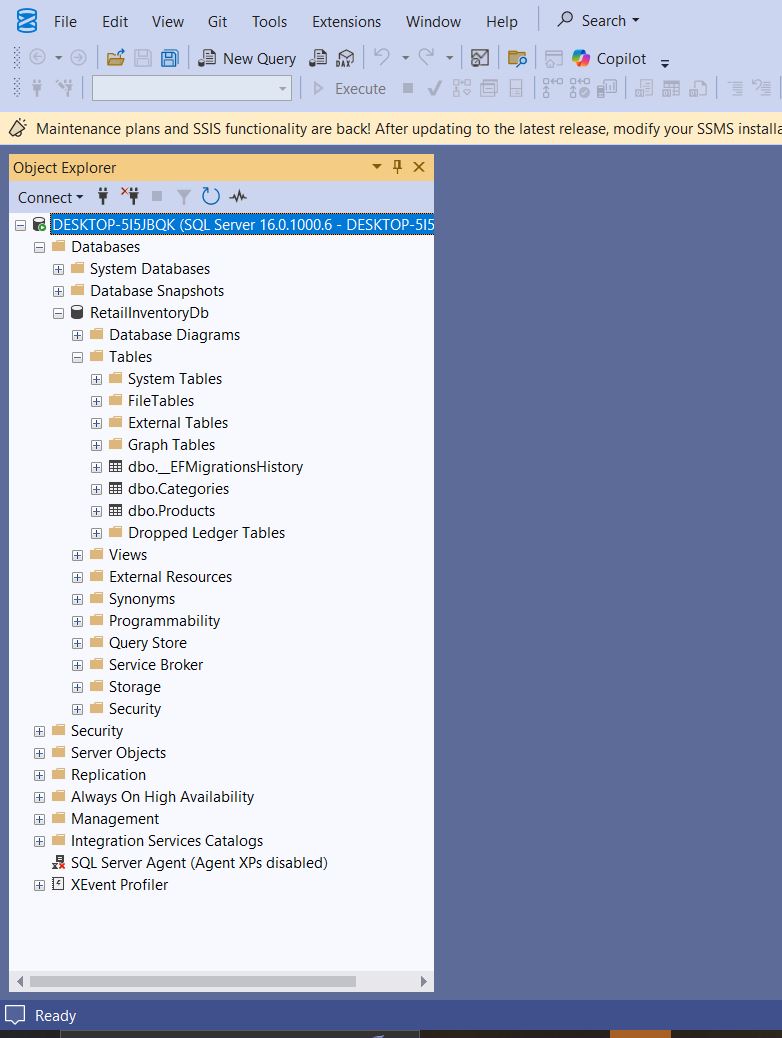 File Edit View Git Tools Extensions Window Help Search
New Query DAX Copilot
Execute
Maintenance plans and SSIS functionality are back! After updating to the latest release, modify your SSMS
Object Explorer
Connect
DESKTOP-5I5JBQK (SQL Server 16.0.1000.6 - DESKTOP-5I5
Databases
System Databases
Database Snapshots
RetailInventoryDb
Database Diagrams
Tables
System Tables
FileTables
External Tables
Graph Tables
dbo.__EFMigrationsHistory
dbo.Categories
dbo.Products
Dropped Ledger Tables
Views
External Resources
Synonyms
Programmability
Query Store
Service Broker
Storage
Security
Security
Server Objects
Replication
Always On High Availability
Management
Integration Services Catalogs
SQL Server Agent (Agent XPs disabled)
XEvent Profiler
Ready